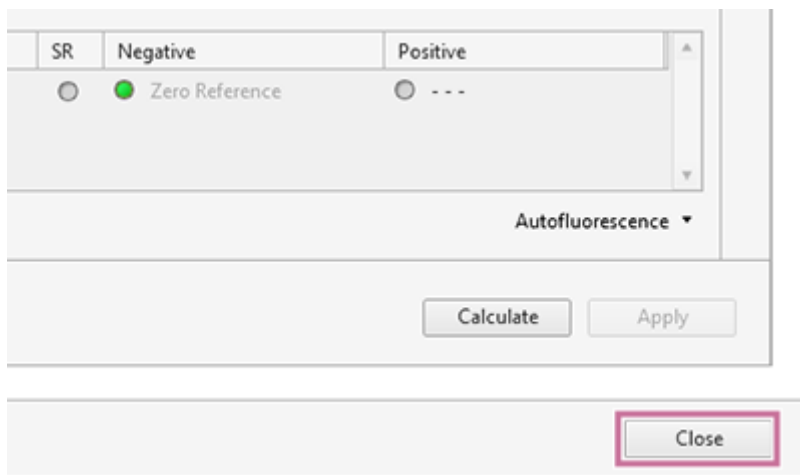 SR Negative Positive
Zero Reference - - -
Autofluorescence
Calculate Apply
Close